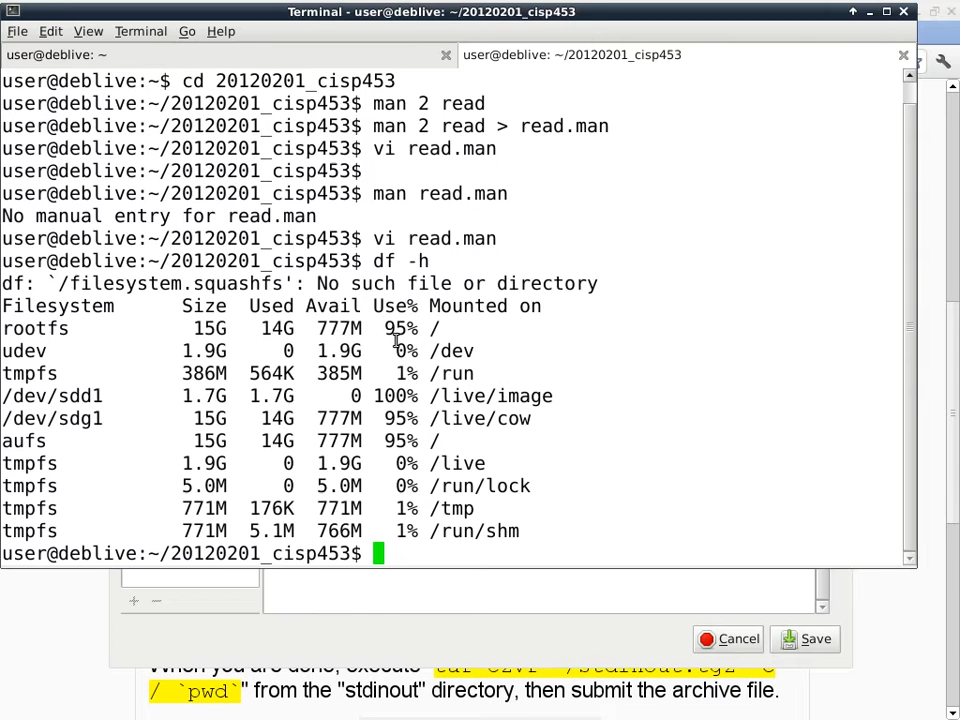 Terminal - user@deblive: ~/20120201_cisp453
File Edit View Terminal Go Help
user@deblive: ~
user@deblive: ~/20120201_cisp453
user@deblive:~$ cd 20120201_cisp453
user@deblive:~/20120201_cisp453$ man 2 read
user@deblive:~/20120201_cisp453$ man 2 read > read.man
user@deblive:~/20120201_cisp453$ vi read.man
user@deblive:~/20120201_cisp453$
user@deblive:~/20120201_cisp453$ man read.man
No manual entry for read.man
user@deblive:~/20120201_cisp453$ vi read.man
user@deblive:~/20120201_cisp453$ df -h
df: `/filesystem.squashfs': No such file or directory
Filesystem Size Used Avail Use% Mounted on
rootfs 15G 14G 777M 95% /
udev 1.9G 0 1.9G 0% /dev
tmpfs 386M 564K 385M 1% /run
/dev/sdd1 1.7G 1.7G 0 100% /live/image
/dev/sdg1 15G 14G 777M 95% /live/cow
aufs 15G 14G 777M 95% /
tmpfs 1.9G 0 1.9G 0% /live
tmpfs 5.0M 0 5.0M 0% /run/lock
tmpfs 771M 176K 771M 1% /tmp
tmpfs 771M 5.1M 766M 1% /run/shm
user@deblive:~/20120201_cisp453$
Cancel Save
When you are done, execute
/ `pwd`" from the "stdinout" directory, then submit the archive file.